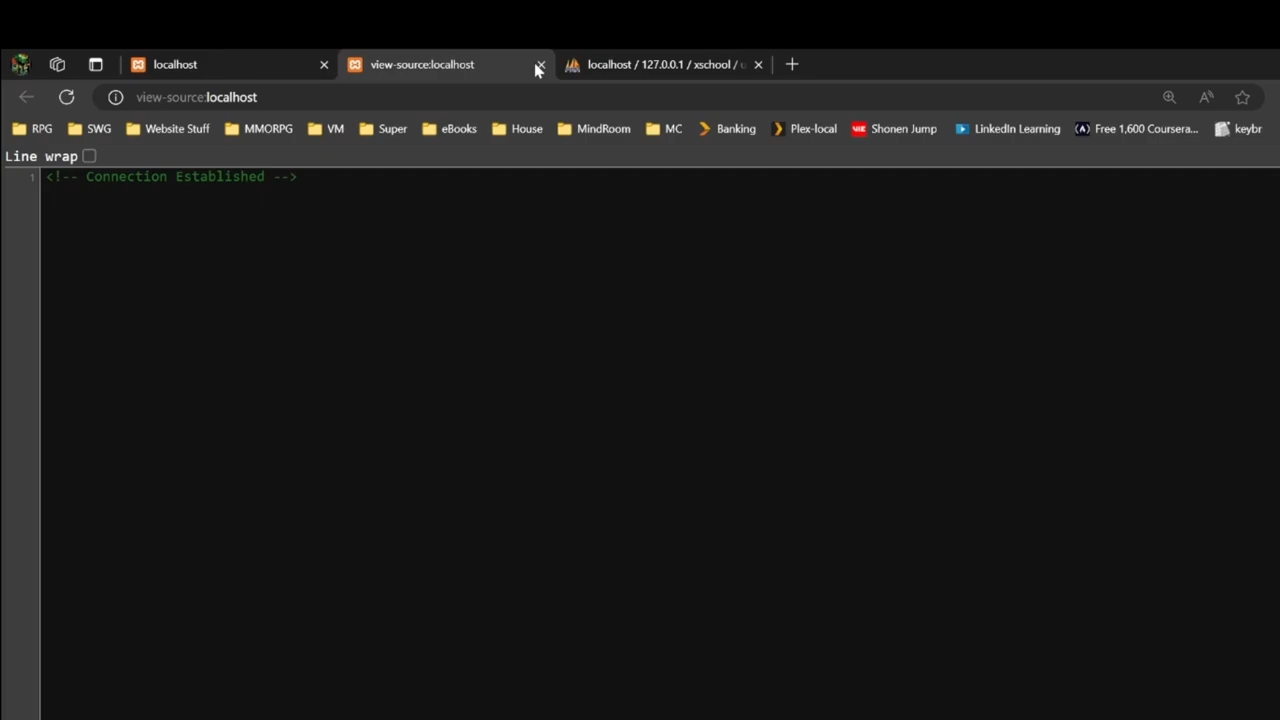 localhost view-source:localhost localhost / 127.0.0.1 / xschool /
view-source:localhost
RPG SWG Website Stuff MMORPG VM Super eBooks House MindRoom MC Banking Plex-local Shonen Jump LinkedIn Learning Free 1,600 Coursera... keybr
Line wrap
1 <!-- Connection Established -->